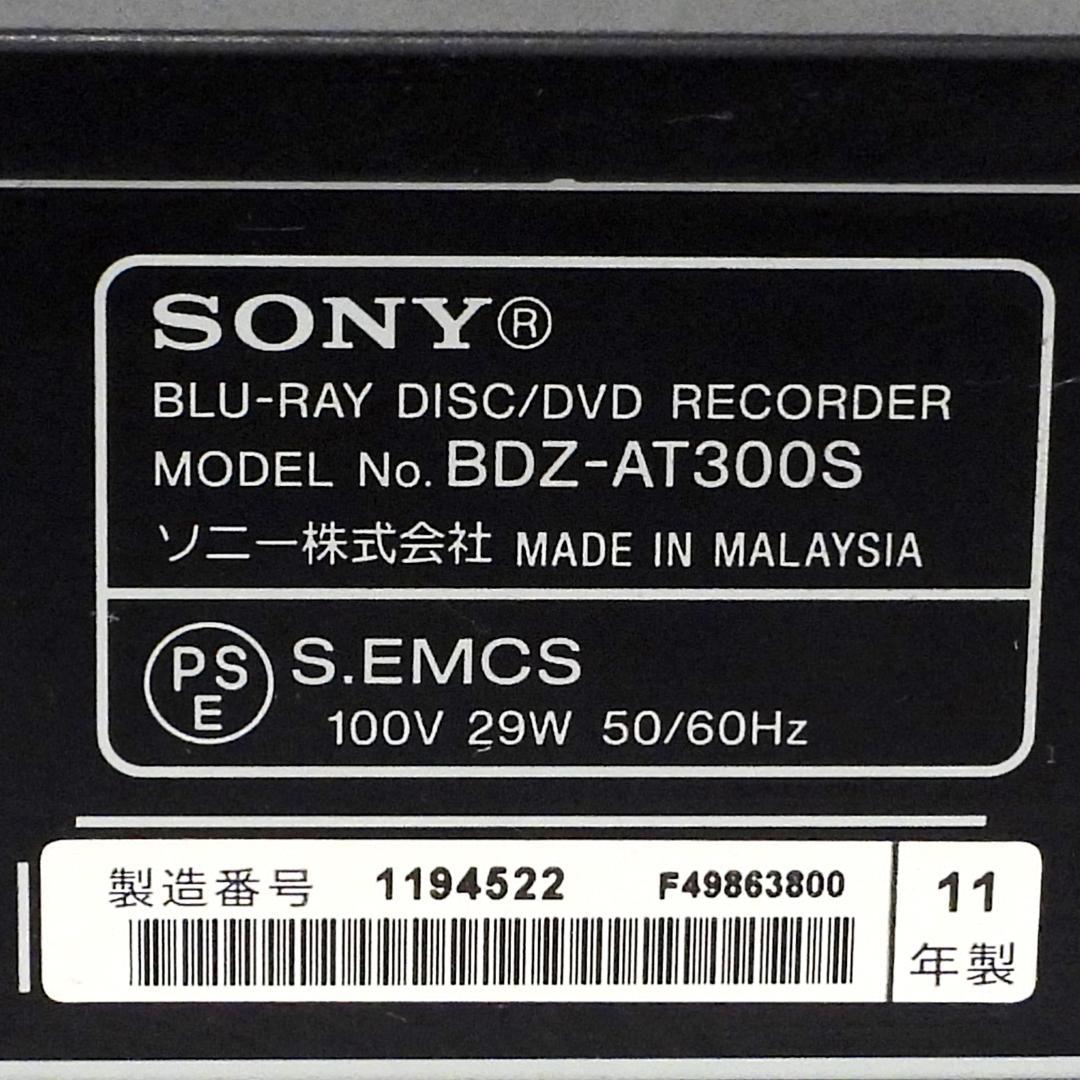 SONY®
BLU-RAY DISC/DVD RECORDER
MODEL No. BDZ-AT300S
ソニー株式会社 MADE IN MALAYSIA
PS
E
S.EMCS
100V 29W 50/60Hz
製造番号 1194522 F49863800
11
年製